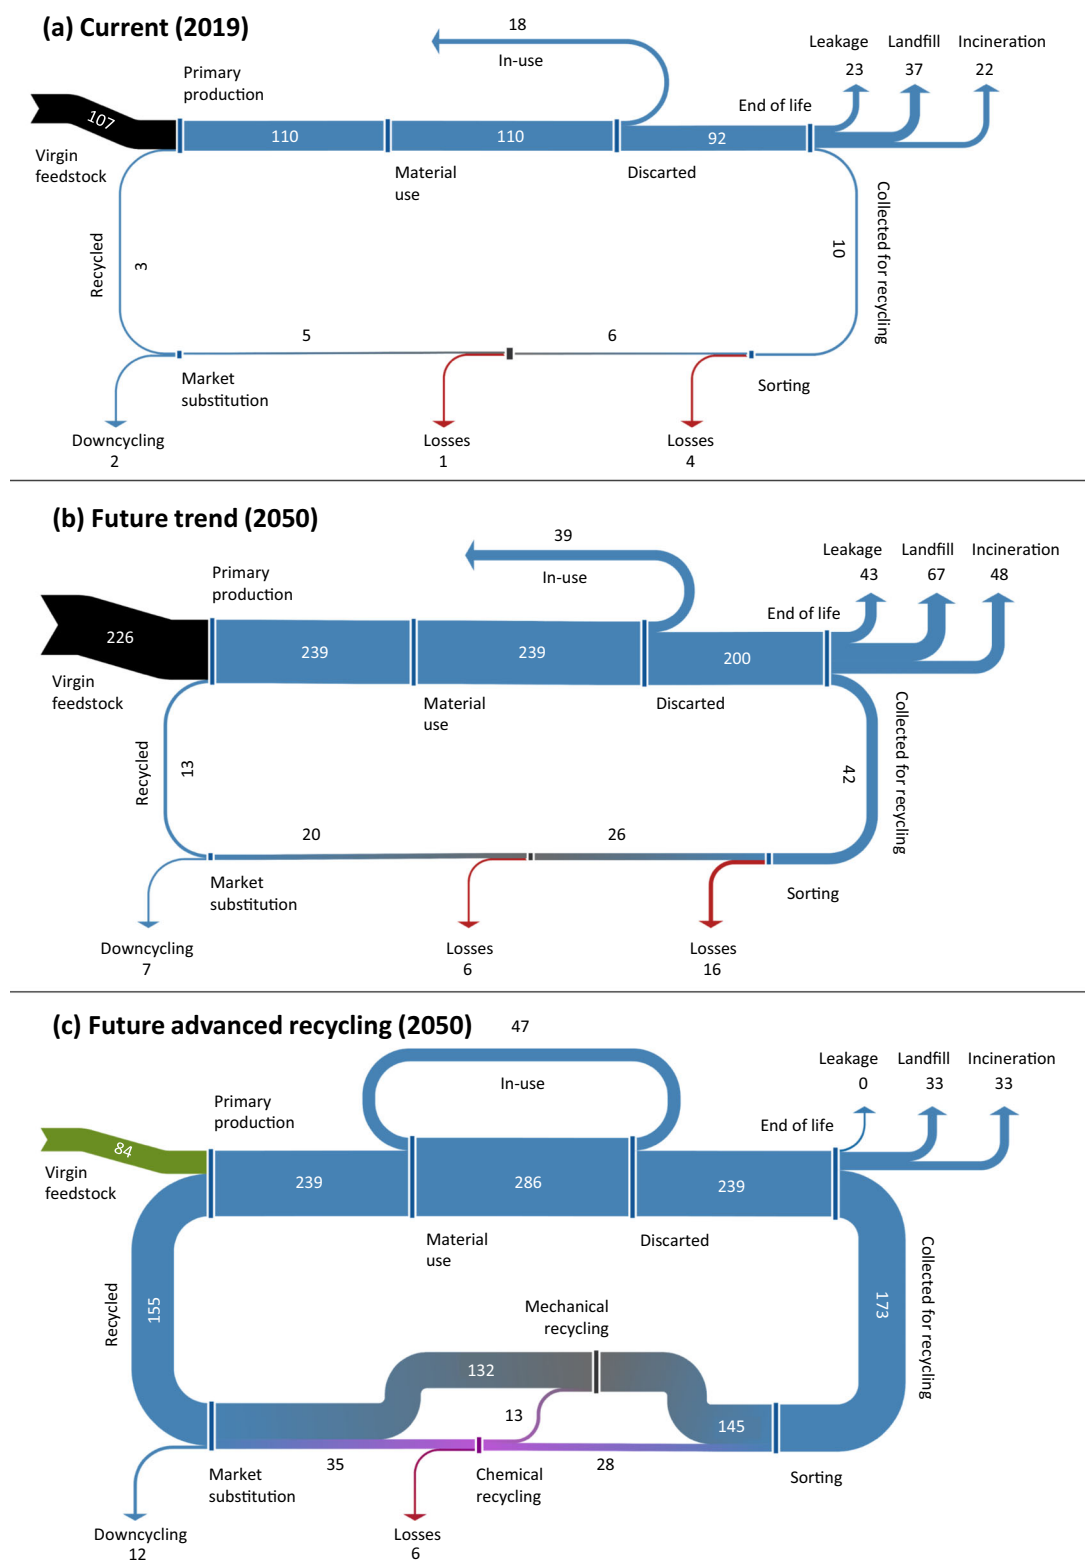 (a) Current (2019)
18
In-use
Leakage
Landfill
Incineration
23
37
22
Primary
production
End of life
107
110
110
92
Virgin
feedstock
Material
use
Discarted
Recycled
3
10
Collected for recycling
5
6
Market
substitution
Sorting
Downcycling
2
Losses
1
Losses
4
(b) Future trend (2050)
39
In-use
Leakage
Landfill
Incineration
43
67
48
Primary
production
End of life
226
239
239
200
Virgin
feedstock
Material
use
Discarted
Recycled
13
42
Collected for recycling
20
26
Market
substitution
Sorting
Downcycling
7
Losses
6
Losses
16
(c) Future advanced recycling (2050)
47
In-use
Leakage
Landfill
Incineration
0
33
33
Primary
production
End of life
84
Virgin
feedstock
239
286
239
Material
use
Discarted
Recycled
155
173
Collected for recycling
Mechanical
recycling
132
13
145
35
28
Market
substitution
Chemical
recycling
Sorting
Downcycling
12
Losses
6